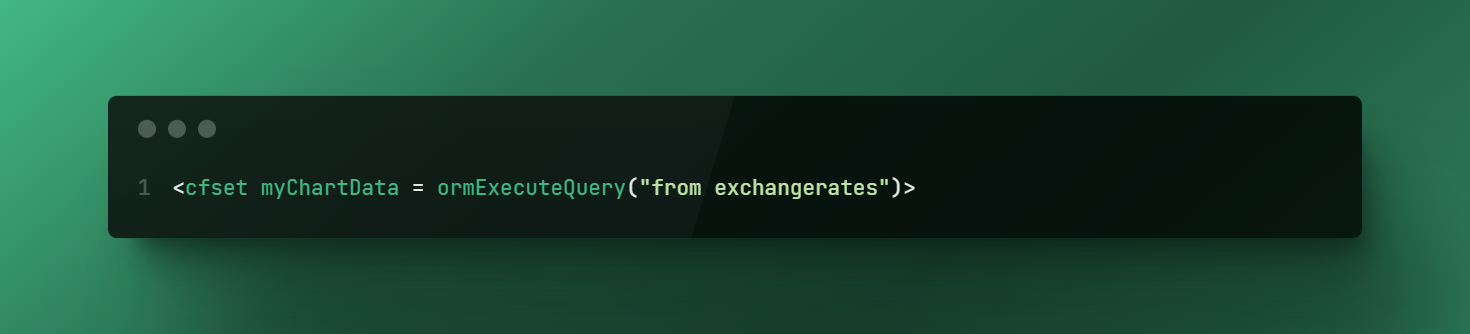 1 <cfset myChartData = ormExecuteQuery("from exchangerates")>